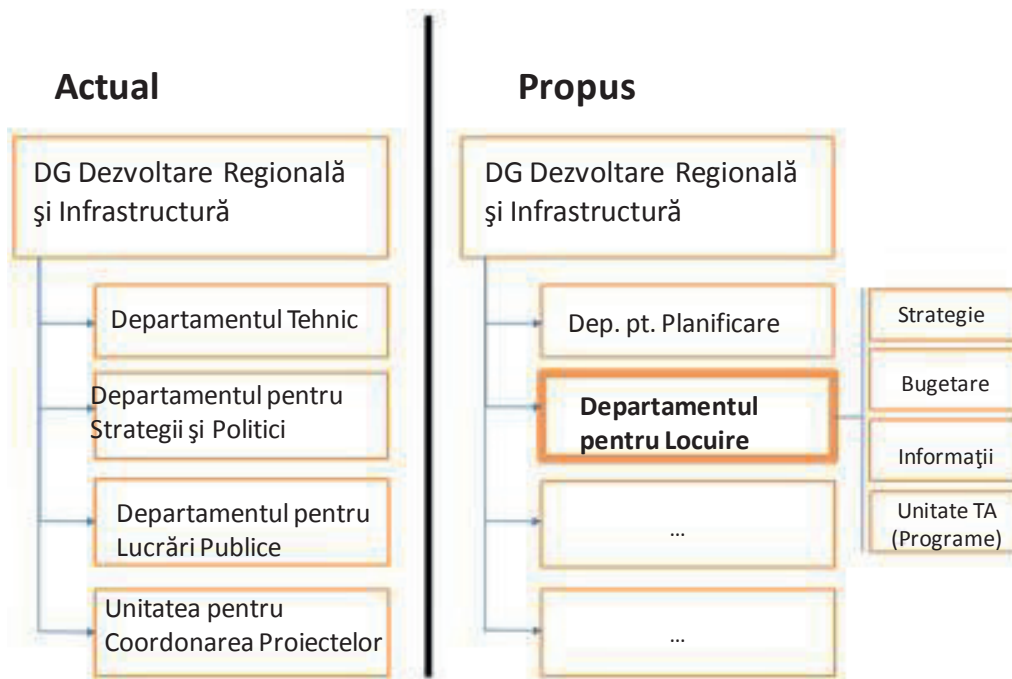 Actual
DG Dezvoltare Regională
şi Infrastructură
Departamentul Tehnic
Departamentul pentru
Strategii şi Politici
Departamentul pentru
Lucrări Publice
Unitatea pentru
Coordonarea Proiectelor
Propus
DG Dezvoltare Regională
şi Infrastructură
Dep. pt. Planificare
Departamentul
pentru Locuire
...
...
Strategie
Bugetare
Informaţii
Unitate TA
(Programe)